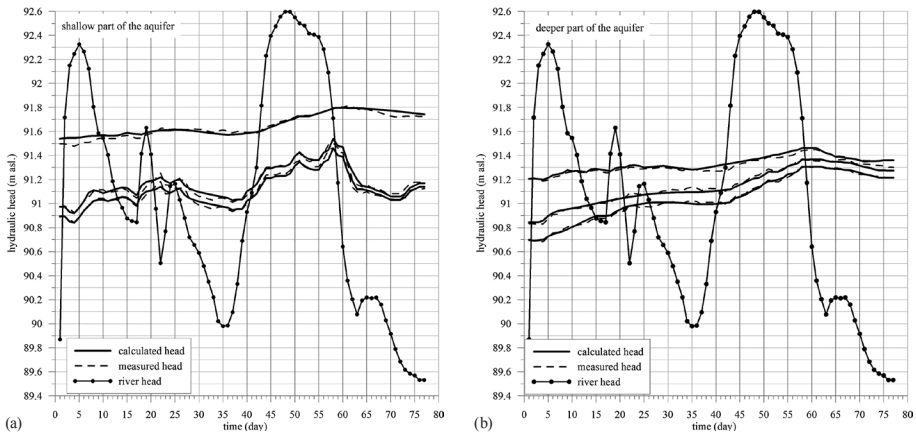 shallow part of the aquifer
hydraulic head (m asl.)
92.6
92.4
92.2
92
91.8
91.6
91.4
91.2
91
90.8
90.6
90.4
90.2
90
89.8
89.6
89.4
calculated head
measured head
river head
0 5 10 15 20 25 30 35 40 45 50 55 60 65 70 75 80
time (day)
(a)
deeper part of the aquifer
hydraulic head (m asl.)
92.6
92.4
92.2
92
91.8
91.6
91.4
91.2
91
90.8
90.6
90.4
90.2
90
89.8
89.6
89.4
calculated head
measured head
river head
0 5 10 15 20 25 30 35 40 45 50 55 60 65 70 75 80
time (day)
(b)